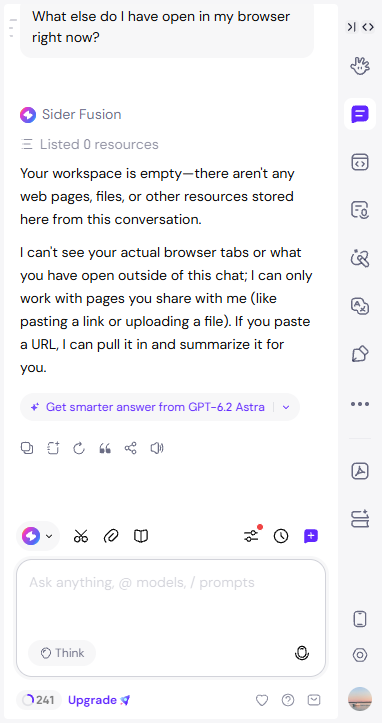 What else do I have open in my browser
right now?
Sider Fusion
Listed 0 resources
Your workspace is empty—there aren't any
web pages, files, or other resources stored
here from this conversation.
I can't see your actual browser tabs or what
you have open outside of this chat; I can only
work with pages you share with me (like
pasting a link or uploading a file). If you paste
a URL, I can pull it in and summarize it for
you.
Get smarter answer from GPT-6.2 Astra
Ask anything, @ models, / prompts
Think
241 Upgrade